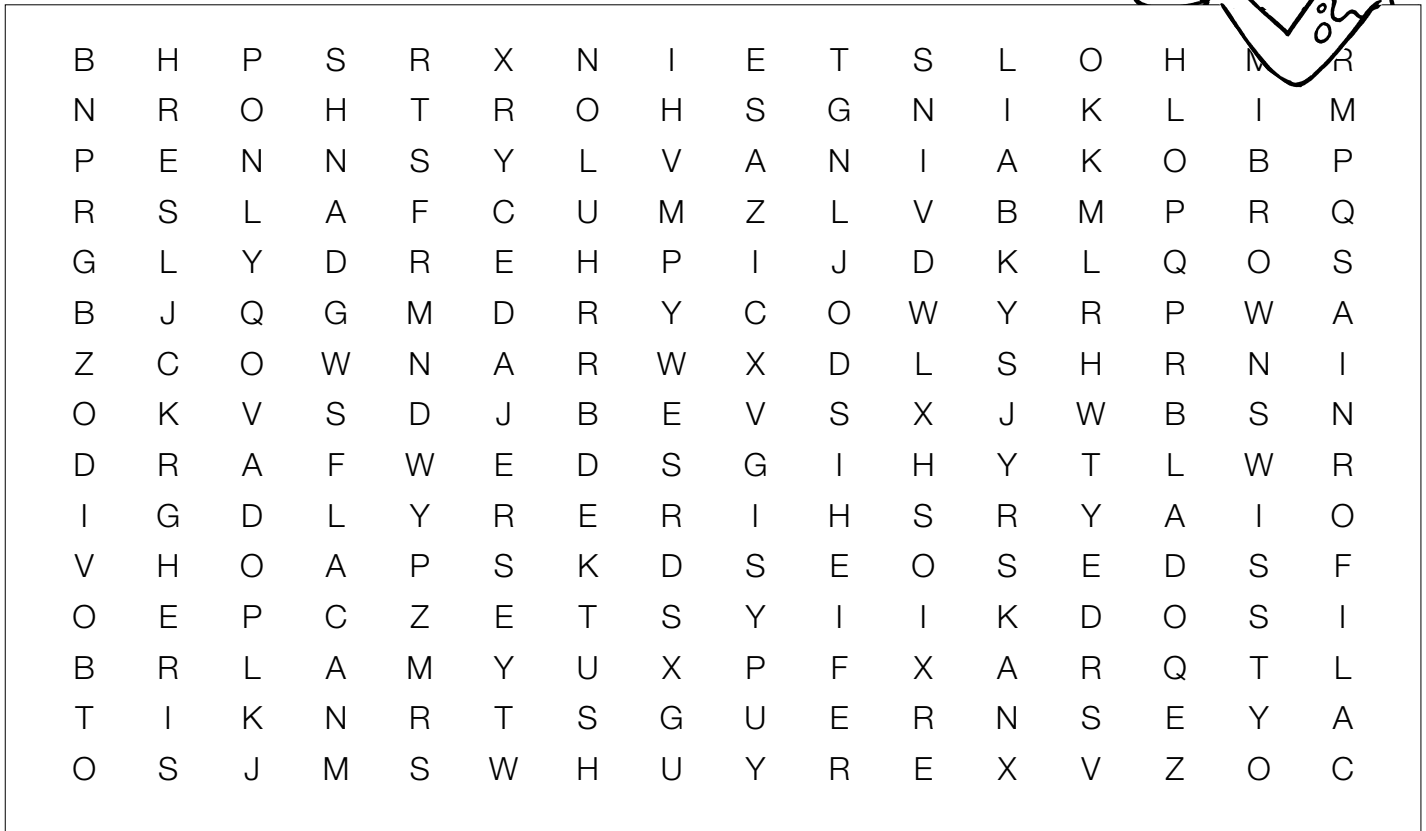 B H P S R X N I E T S L O H M R
N R O H T R O H S G N I K L I M
P E N N S Y L V A N I A K O B P
R S L A F C U M Z L V B M P R Q
G L Y D R E H P I J D K L Q O S
B J Q G M D R Y C O W Y R P W A
Z C O W N A R W X D L S H R N I
O K V S D J B E V S X J W B S N
D R A F W E D S G I H Y T L W R
I G D L Y R E R I H S R Y A I O
V H O A P S K D S E O S E D S F
O E P C Z E T S Y I I K D O S I
B R L A M Y U X P F X A R Q T L
T I K N R T S G U E R N S E Y A
O S J M S W H U Y R E X V Z O C